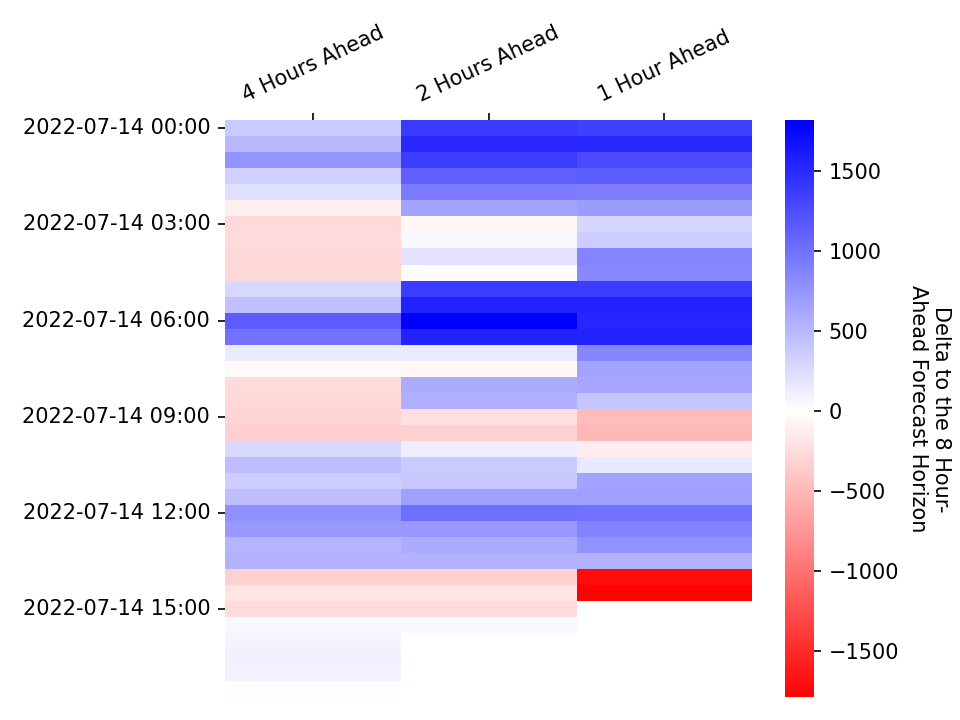 4 Hours Ahead
2 Hours Ahead
1 Hour Ahead
2022-07-14 00:00
2022-07-14 03:00
2022-07-14 06:00
2022-07-14 09:00
2022-07-14 12:00
2022-07-14 15:00
1500
1000
500
0
−500
−1000
−1500
Delta to the 8 Hour-
Ahead Forecast Horizon